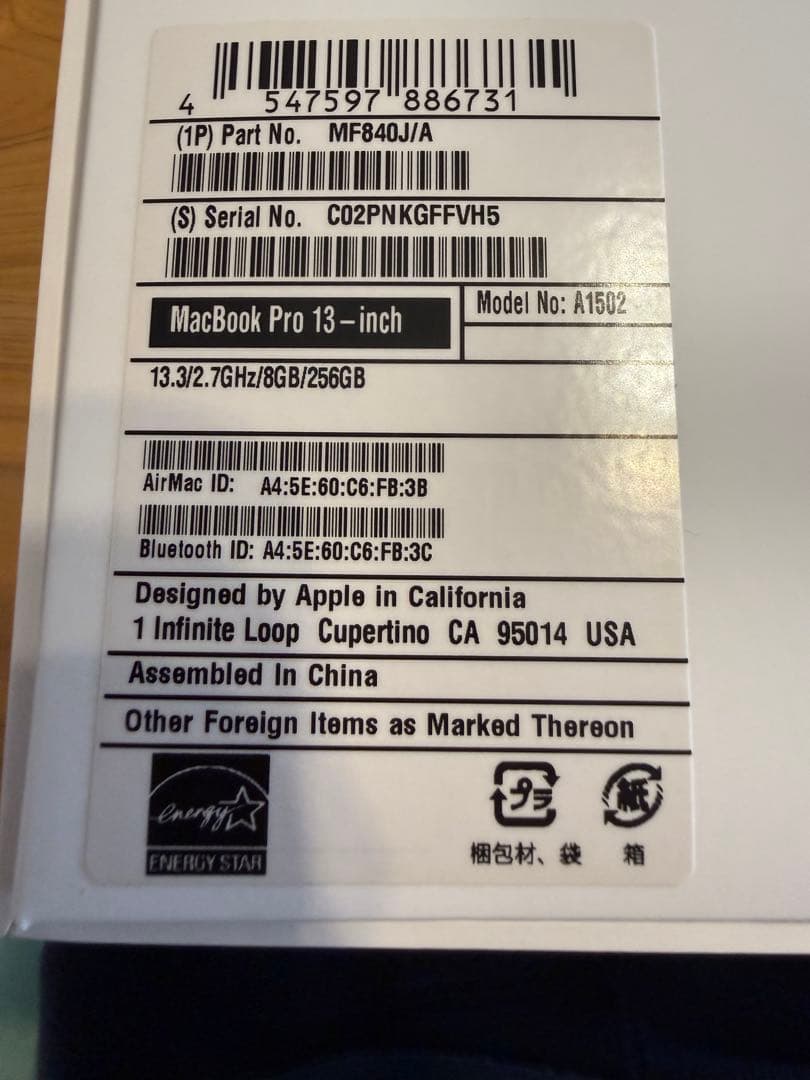 4 547597 886731
(1P) Part No. MF840J/A
(S) Serial No. C02PNKGFFVH5
MacBook Pro 13-inch
Model No: A1502
13.3/2.7GHz/8GB/256GB
AirMac ID: A4:5E:60:C6:FB:3B
Bluetooth ID: A4:5E:60:C6:FB:3C
Designed by Apple in California
1 Infinite Loop Cupertino CA 95014 USA
Assembled In China
Other Foreign Items as Marked Thereon
energy
ENERGY STAR
プラ
紙
梱包材、袋
箱